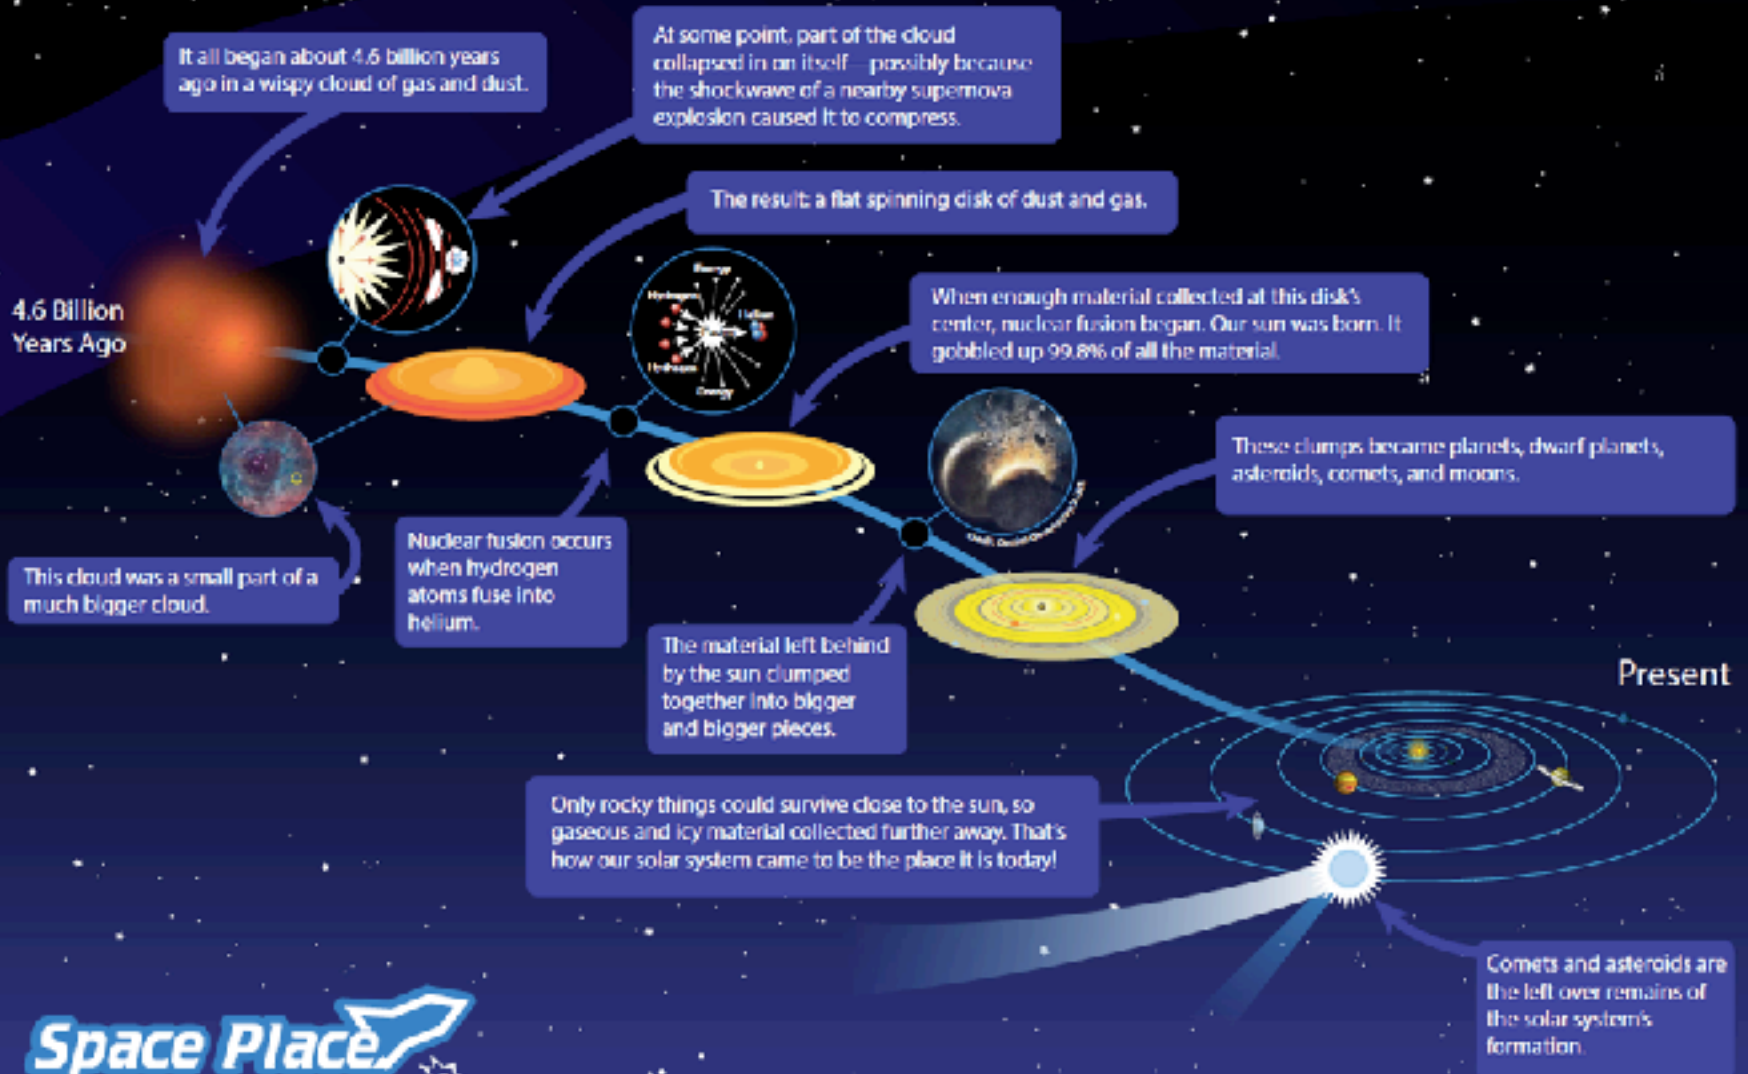 It all began about 4.6 billion years
ago in a wispy cloud of gas and dust.
At some point, part of the cloud
collapsed in on itself—possibly because
the shockwave of a nearby supernova
explosion caused it to compress.
The result: a flat spinning disk of dust and gas.
4.6 Billion
Years Ago
Energy
Hydrogen
Helium
Hydrogen
Energy
When enough material collected at this disk's
center, nuclear fusion began. Our sun was born. It
gobbled up 99.8% of all the material.
These clumps became planets, dwarf planets,
asteroids, comets, and moons.
This cloud was a small part of a
much bigger cloud.
Nuclear fusion occurs
when hydrogen
atoms fuse into
helium.
The material left behind
by the sun clumped
together into bigger
and bigger pieces.
Present
Only rocky things could survive close to the sun, so
gaseous and icy material collected further away. That's
how our solar system came to be the place it is today!
Comets and asteroids are
the left over remains of
the solar system's
formation.
Space Place